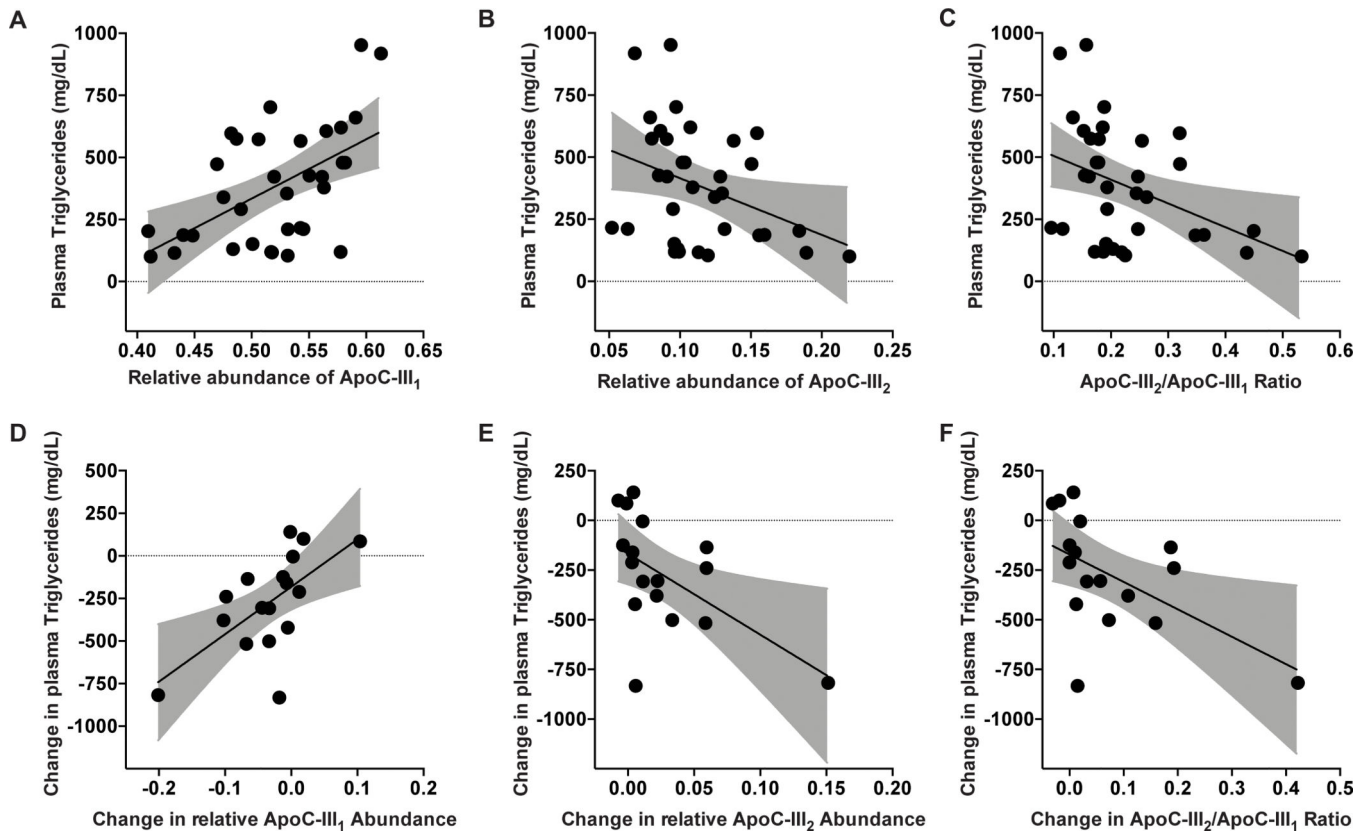 A
Plasma Triglycerides (mg/dL)
1000
750
500
250
0
0.40 0.45 0.50 0.55 0.60 0.65
Relative abundance of ApoC-III₁
B
Plasma Triglycerides (mg/dL)
1000
750
500
250
0
0.05 0.10 0.15 0.20 0.25
Relative abundance of ApoC-III₂
C
Plasma Triglycerides (mg/dL)
1000
750
500
250
0
0.1 0.2 0.3 0.4 0.5 0.6
ApoC-III₂/ApoC-III₁ Ratio
D
Change in plasma Triglycerides (mg/dL)
500
250
0
-250
-500
-750
-1000
-0.2 -0.1 0.0 0.1 0.2
Change in relative ApoC-III₁ Abundance
E
Change in plasma Triglycerides (mg/dL)
250
0
-250
-500
-750
-1000
0.00 0.05 0.10 0.15 0.20
Change in relative ApoC-III₂ Abundance
F
Change in plasma Triglycerides (mg/dL)
250
0
-250
-500
-750
-1000
0.0 0.1 0.2 0.3 0.4 0.5
Change in ApoC-III₂/ApoC-III₁ Ratio